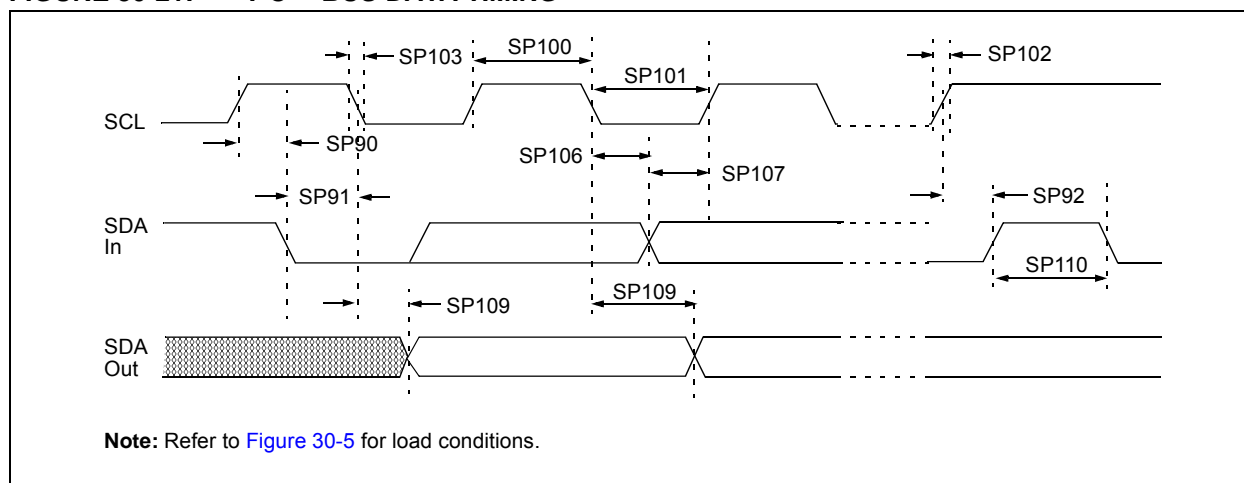 SP103
SP100
SP101
SP102
SCL
SP90
SP106
SP107
SP91
SP92
SDA
In
SP110
SP109
SP109
SDA
Out
Note: Refer to Figure 30-5 for load conditions.